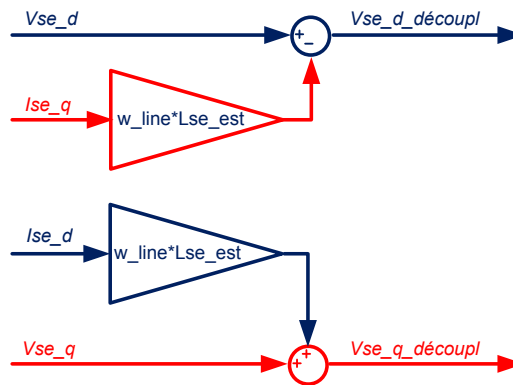 Vse_d
Vse_d_découpl
+
−
Ise_q
w_line*Lse_est
Ise_d
w_line*Lse_est
Vse_q
Vse_q_découpl
+
+